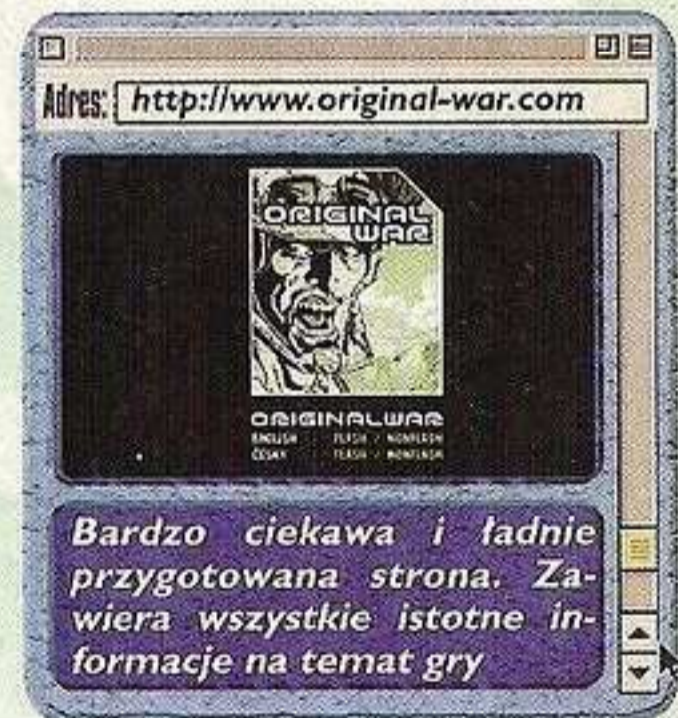 Adres: http://www.original-war.com
ORIGINAL
WAR
ORIGINALWAR
ENGLISH FLASH / NONFLASH
ČESKY FLASH / NONFLASH
Bardzo ciekawa i ładnie
przygotowana strona. Za-
wiera wszystkie istotne in-
formacje na temat gry